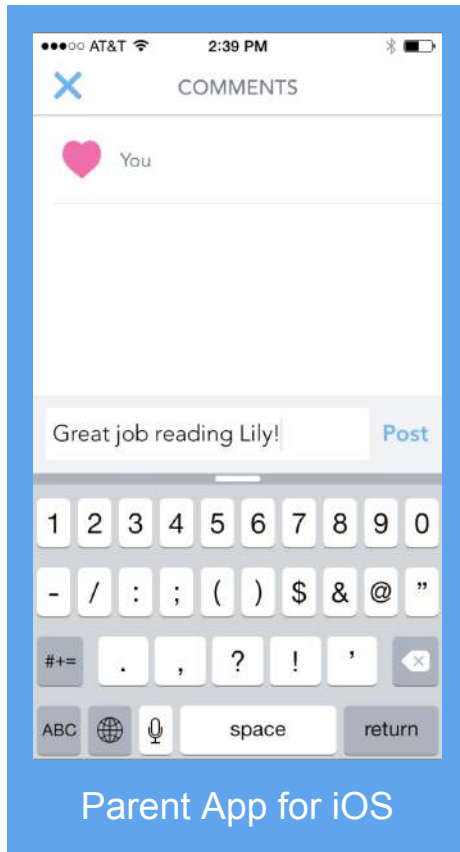 AT&T 2:39 PM
COMMENTS
You
Great job reading Lily! Post
1 2 3 4 5 6 7 8 9 0
- / : ; ( ) $ & @ ”
#+= . , ? ! ’
ABC space return
Parent App for iOS